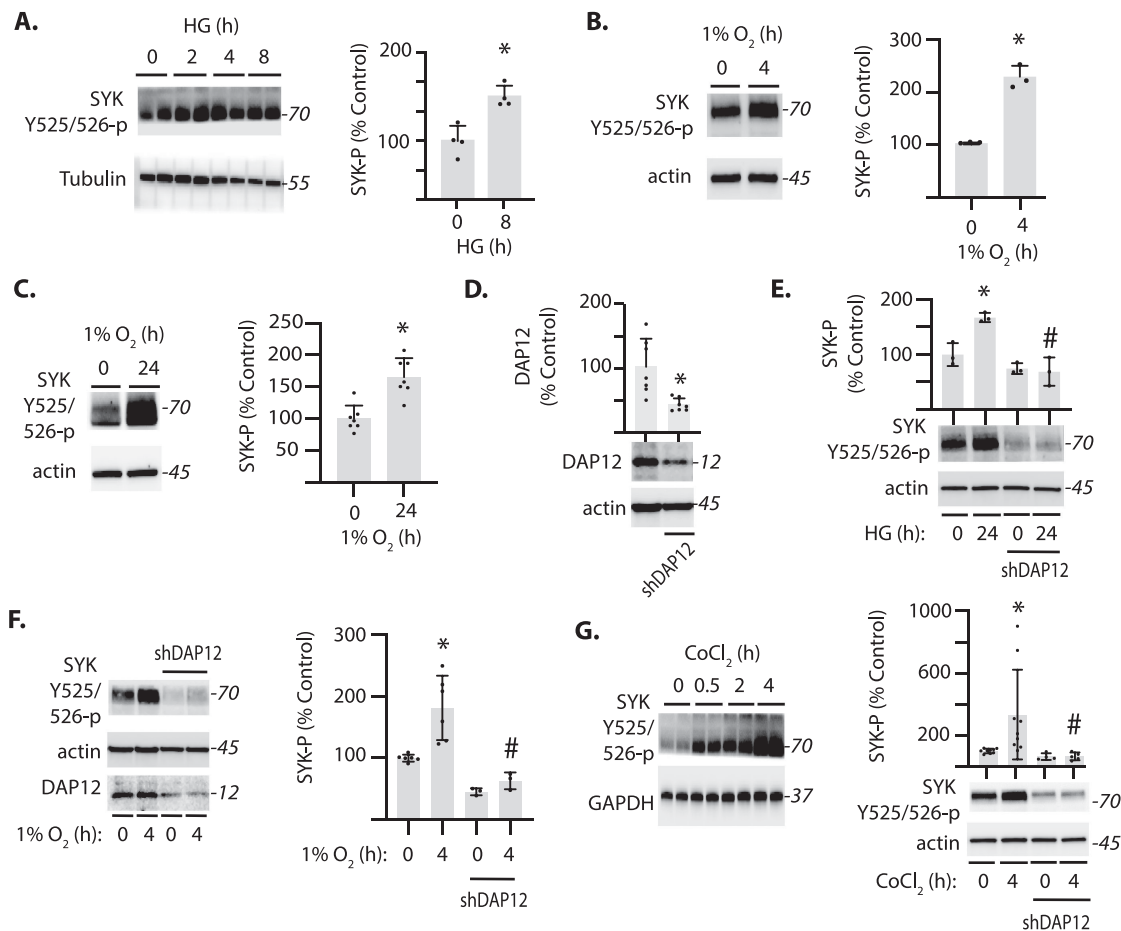 A.
HG (h)
0 2 4 8
SYK
Y525/526-p
-70
Tubulin
-55
SYK-P (% Control)
200
100
*
0 8
HG (h)
B.
1% O2 (h)
0 4
SYK
Y525/526-p
-70
actin
-45
SYK-P (% Control)
300
200
100
*
0 4
1% O2 (h)
C.
1% O2 (h)
0 24
SYK
Y525/
526-p
-70
actin
-45
SYK-P (% Control)
250
200
150
100
50
*
0 24
1% O2 (h)
D.
DAP12
(% Control)
200
100
*
DAP12
-12
actin
-45
shDAP12
E.
SYK-P
(% Control)
200
100
* #
SYK
Y525/526-p
-70
actin
-45
HG (h): 0 24 0 24
shDAP12
F.
shDAP12
SYK
Y525/
526-p
-70
actin
-45
DAP12
-12
1% O2 (h): 0 4 0 4
SYK-P (% Control)
300
200
100
* #
1% O2 (h): 0 4 0 4
shDAP12
G.
CoCl2 (h)
0 0.5 2 4
SYK
Y525/
526-p
-70
GAPDH
-37
SYK-P (% Control)
1000
600
200
* #
SYK
Y525/526-p
-70
actin
-45
CoCl2 (h): 0 4 0 4
shDAP12